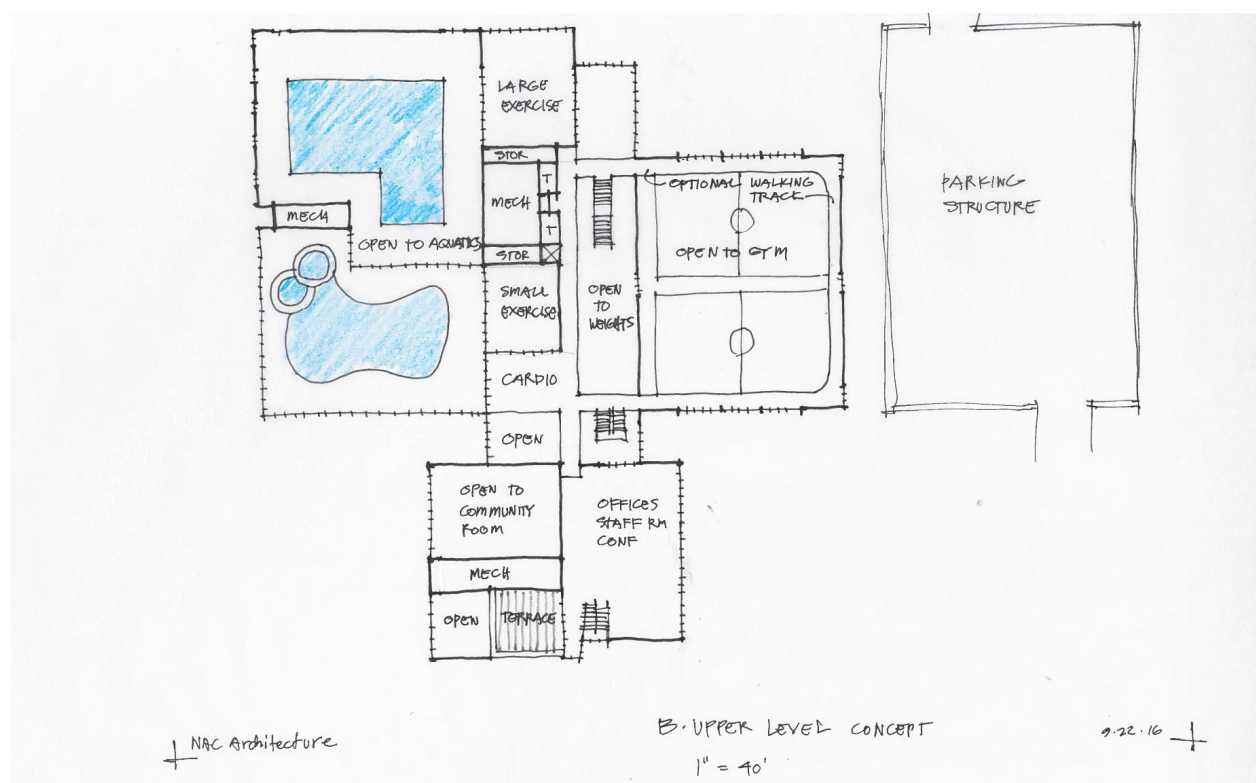 LARGE
EXERCISE
STOR
T
MECH
T
STOR
MECH
OPEN TO AQUATICS
OPTIONAL WALKING
TRACK
OPEN TO GYM
PARKING
STRUCTURE
SMALL
EXERCISE
OPEN
TO
WEIGHTS
CARDIO
OPEN
OPEN TO
COMMUNITY
ROOM
OFFICES
STAFF RM
CONF
MECH
OPEN
TERRACE
NAC Architecture
B. UPPER LEVEL CONCEPT
1" = 40'
9.22.16